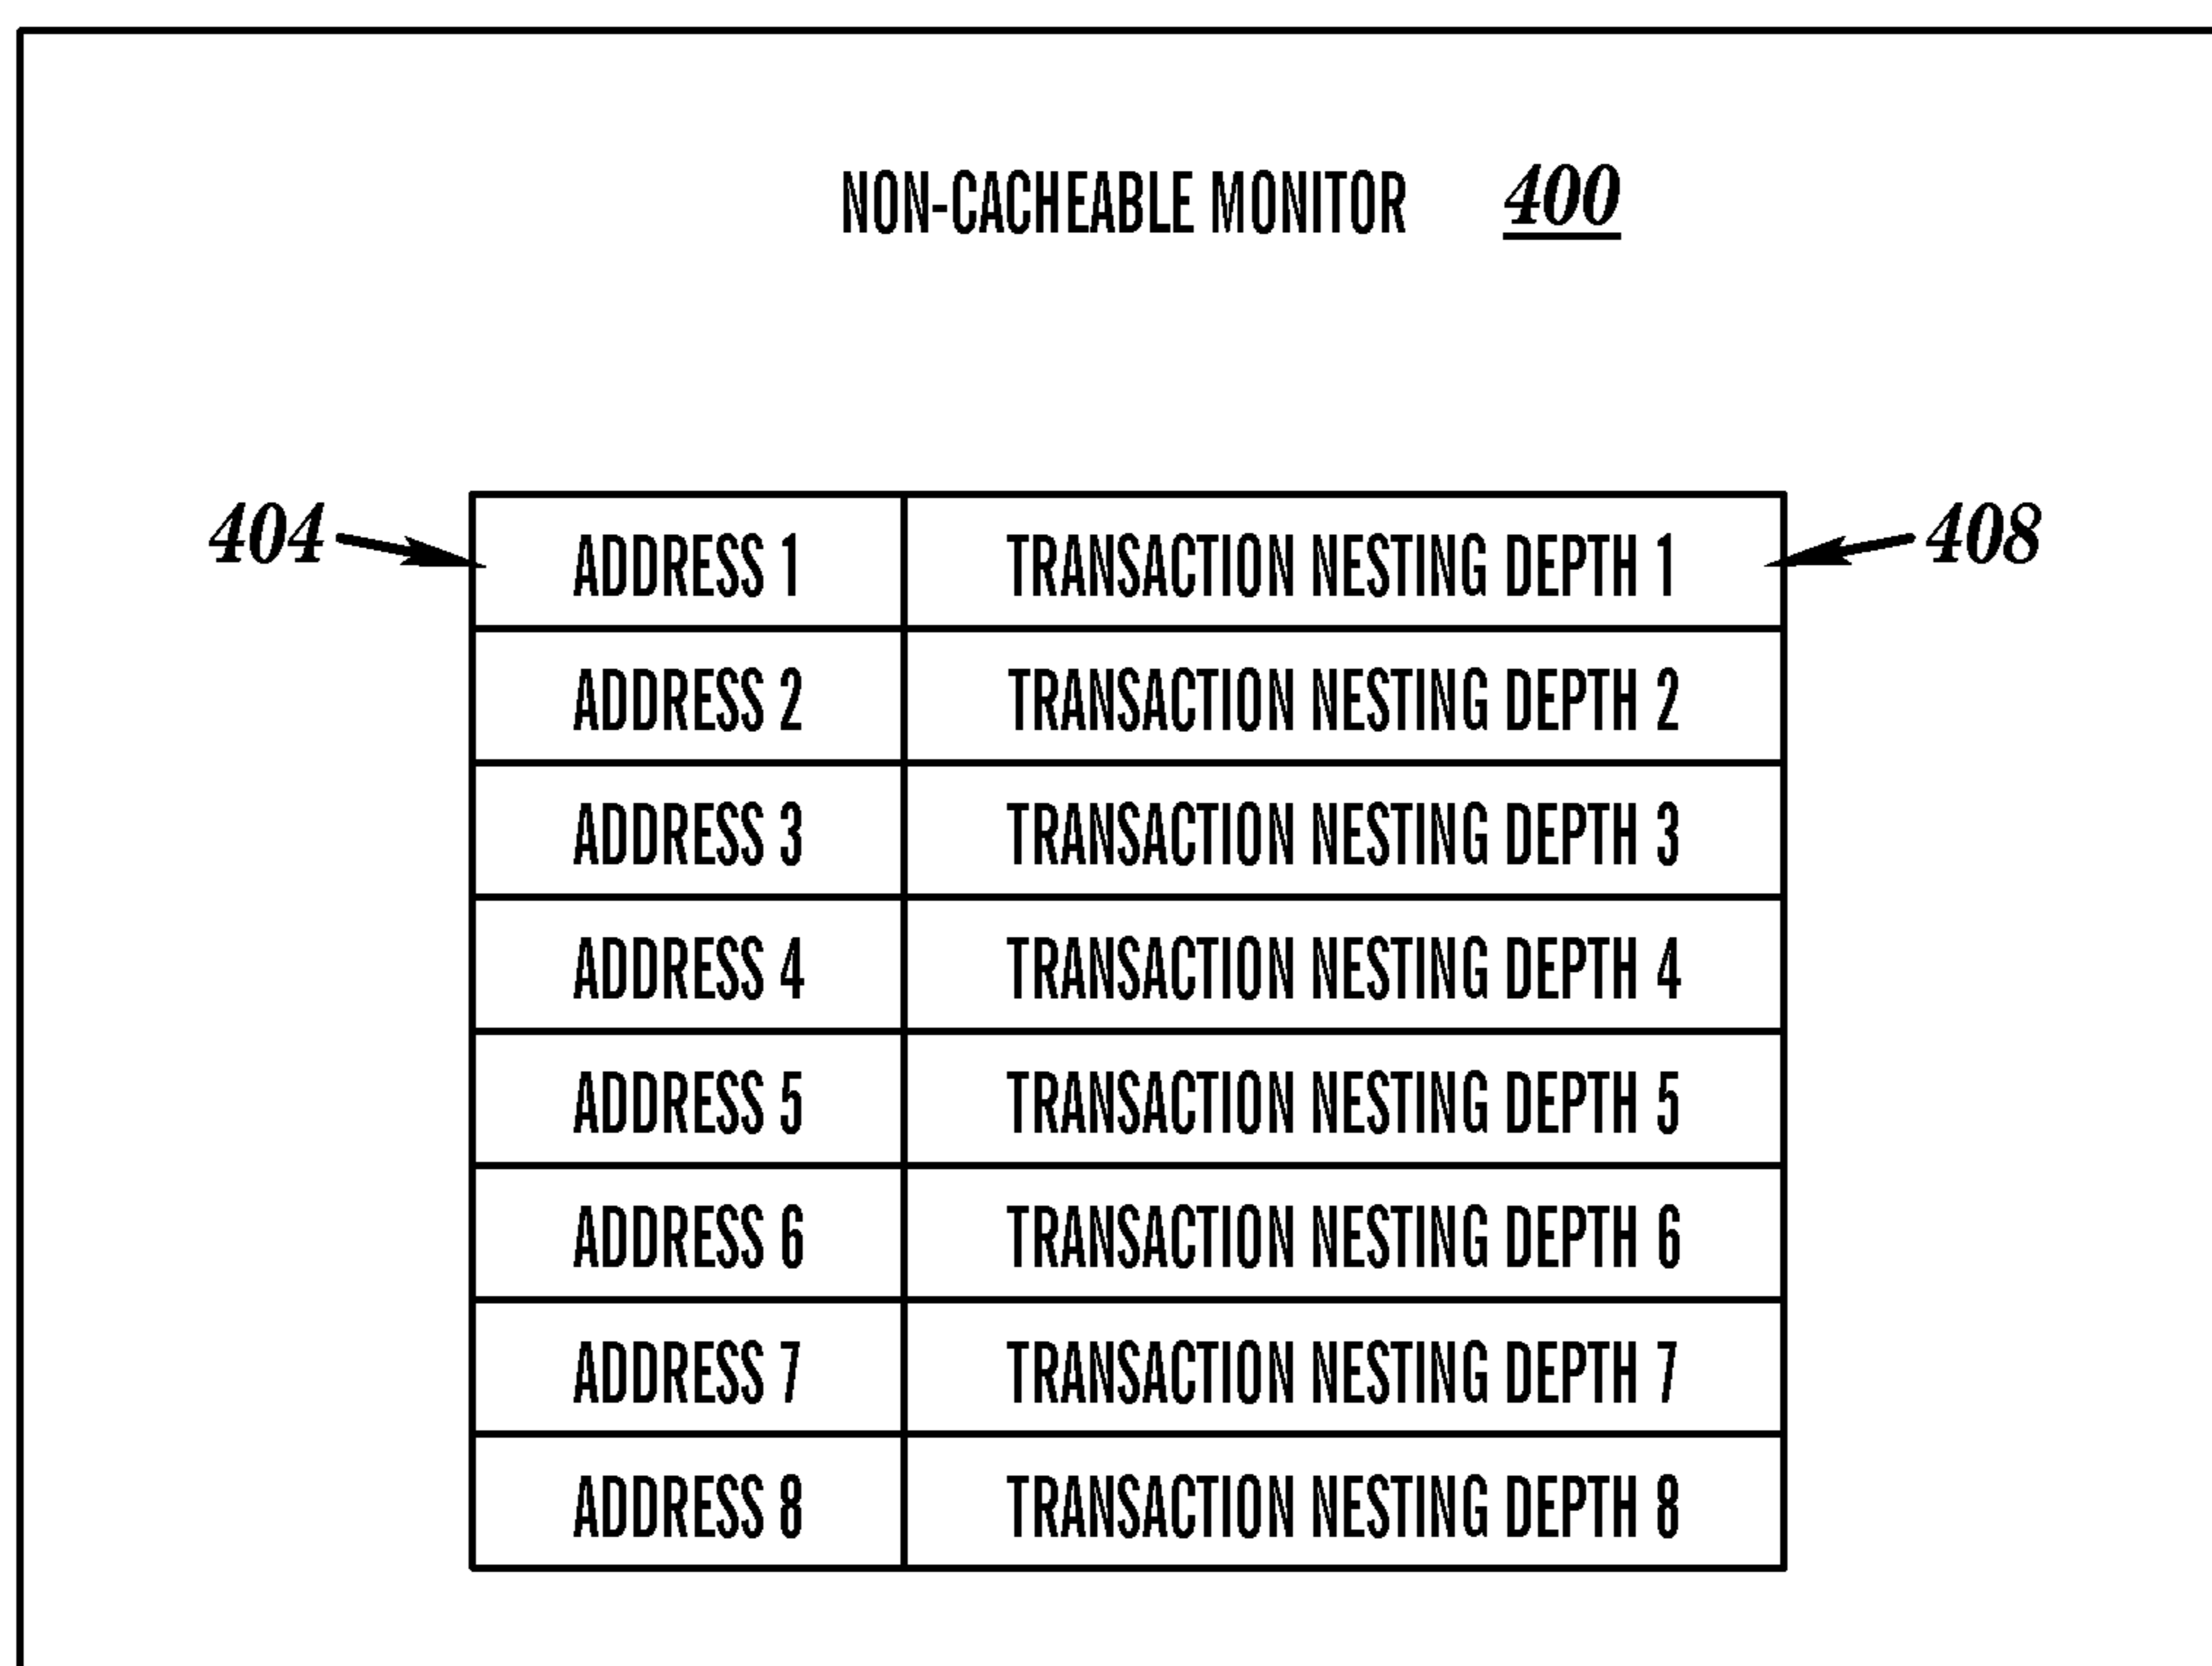 NON-CACHEABLE MONITOR 400
404 ADDRESS 1 TRANSACTION NESTING DEPTH 1 408
ADDRESS 2 TRANSACTION NESTING DEPTH 2
ADDRESS 3 TRANSACTION NESTING DEPTH 3
ADDRESS 4 TRANSACTION NESTING DEPTH 4
ADDRESS 5 TRANSACTION NESTING DEPTH 5
ADDRESS 6 TRANSACTION NESTING DEPTH 6
ADDRESS 7 TRANSACTION NESTING DEPTH 7
ADDRESS 8 TRANSACTION NESTING DEPTH 8